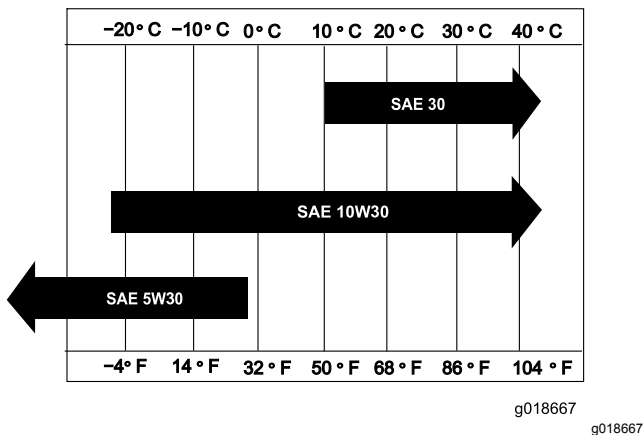 −20° C −10° C 0° C 10 ° C 20 ° C 30 ° C 40 ° C
SAE 30
SAE 10W30
SAE 5W30
−4° F 14 ° F 32 ° F 50 ° F 68 ° F 86 ° F 104 ° F
g018667
g018667